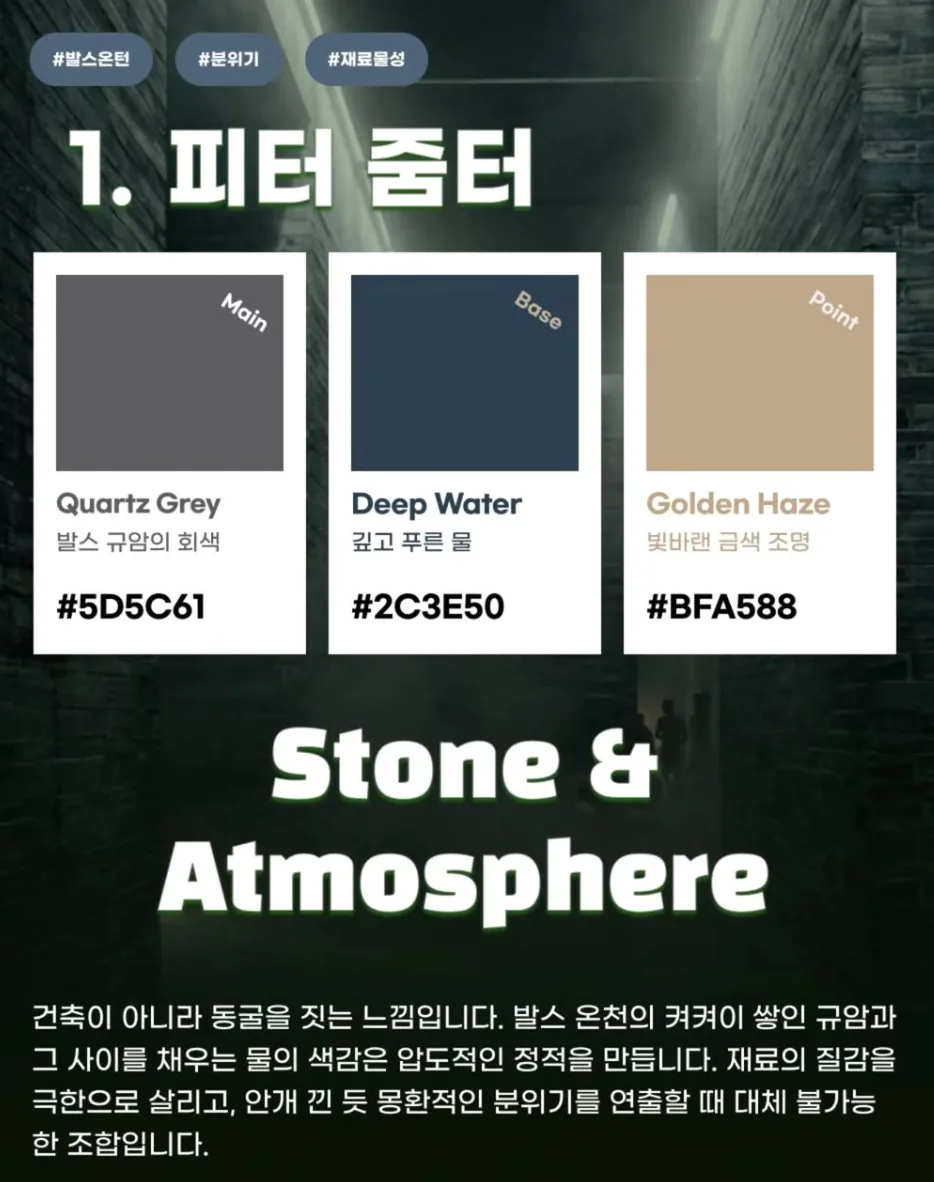 #발스온턴
#분위기
#재료물성
1. 피터 줌터
Main
Base
Point
Quartz Grey
발스 규암의 회색
#5D5C61
Deep Water
깊고 푸른 물
#2C3E50
Golden Haze
빛바랜 금색 조명
#BFA588
Stone &
Atmosphere
건축이 아니라 동굴을 짓는 느낌입니다. 발스 온천의 켜켜이 쌓인 규암과
그 사이를 채우는 물의 색감은 압도적인 정적을 만듭니다. 재료의 질감을
극한으로 살리고, 안개 낀 듯 몽환적인 분위기를 연출할 때 대체 불가능
한 조합입니다.